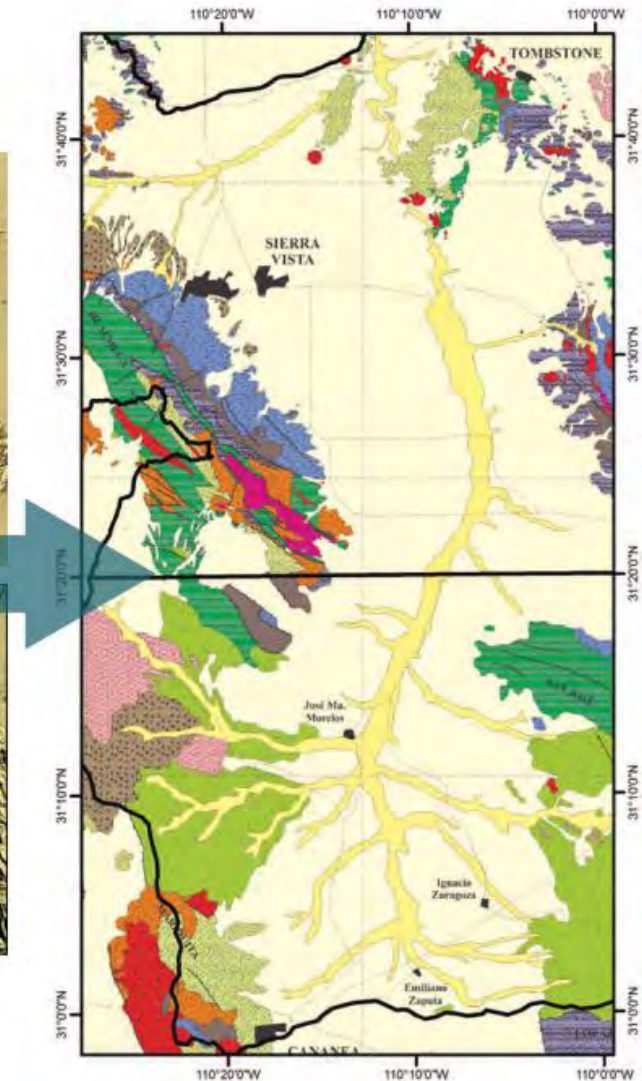 110°20'0"W 110°10'0"W 110°0'0"W
TOMBSTONE
31°40'0"N 31°40'0"N
SIERRA
VISTA
31°30'0"N 31°30'0"N
31°20'0"N 31°20'0"N
José Ma.
Morelos
31°10'0"N 31°10'0"N
Ignacio
Zaragoza
Emiliano
Zapata
31°0'0"N 31°0'0"N
CANANEA
110°20'0"W 110°10'0"W 110°0'0"W